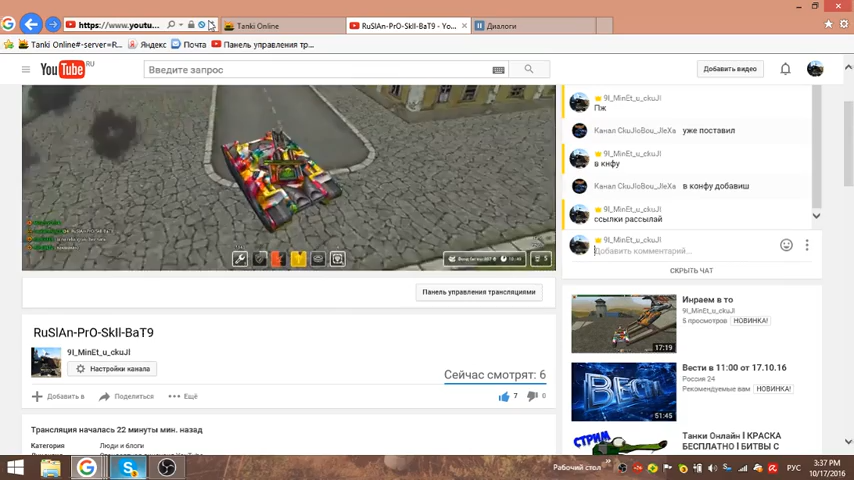 https://www.youtu...
Tanki Online
RuSIAn-PrO-SkIl-BaT9 - Yo...
Диалоги
Tanki Online#-server=R...
Яндекс
Панель управления тр...
YouTube RU
Введите запрос
Добавить видео
9I_MinEt_u_ckuJI
Пж
Канал CkuJIoBou_JIeXa уже поставил
9I_MinEt_u_ckuJI
в кнфу
Канал CkuJIoBou_JIeXa в конфу добавиш
9I_MinEt_u_ckuJI
ссылки рассылай
9I_MinEt_u_ckuJI
Добавить комментарий...
СКРЫТЬ ЧАТ
Панель управления трансляциями
RuSIAn-PrO-SkIl-BaT9
9I_MinEt_u_ckuJI
Настройки канала
Сейчас смотрят: 6
Добавить в
Поделиться
Ещё
7
0
Трансляция началась 22 минуты мин. назад
Категория
Люди и блоги
Инраем в то
9I_MinEt_u_ckuJI
5 просмотров
НОВИНКА!
17:19
Вести в 11:00 от 17.10.16
Россия 24
Рекомендуемые вам
НОВИНКА!
ВЕСТИ
51:45
СТРИМ
Танки Онлайн l КРАСКА
БЕСПЛАТНО l БИТВЫ С
Рабочий стол
РУС
3:37 PM
10/17/2016